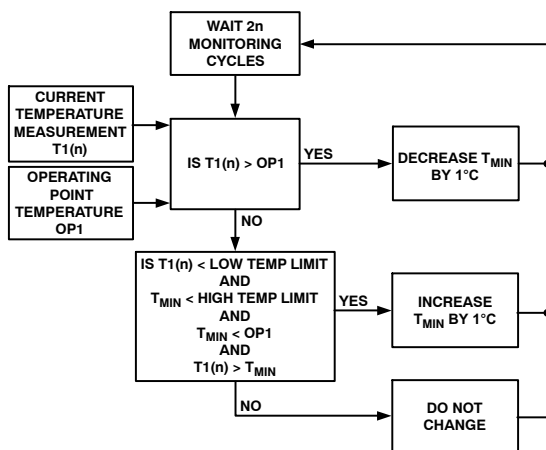 WAIT 2n
MONITORING
CYCLES
CURRENT
TEMPERATURE
MEASUREMENT
T1(n)
OPERATING
POINT
TEMPERATURE
OP1
IS T1(n) > OP1
YES
DECREASE TMIN
BY 1°C
NO
IS T1(n) < LOW TEMP LIMIT
AND
TMIN < HIGH TEMP LIMIT
AND
TMIN < OP1
AND
T1(n) > TMIN
YES
INCREASE
TMIN BY 1°C
NO
DO NOT
CHANGE